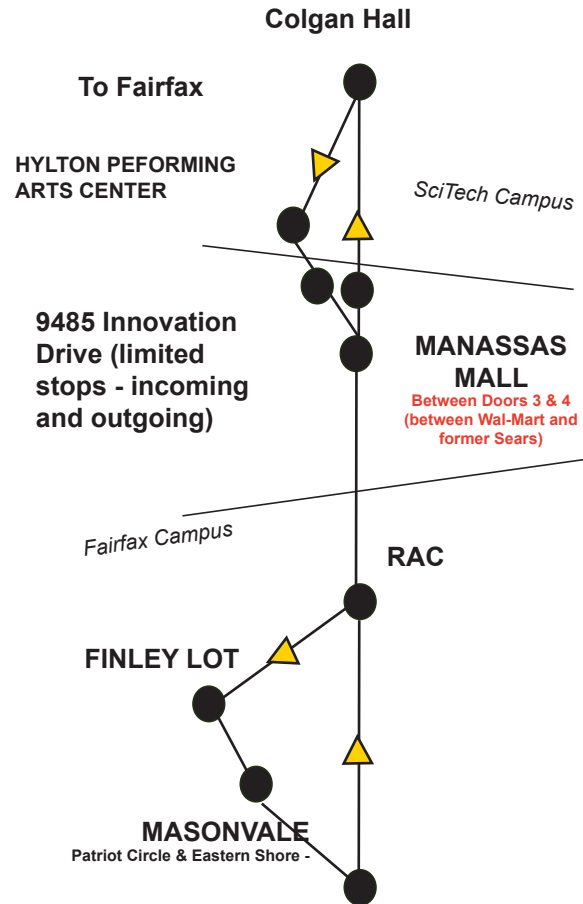 Colgan Hall
To Fairfax
HYLTON PEFORMING
ARTS CENTER
SciTech Campus
9485 Innovation
Drive (limited
stops - incoming
and outgoing)
MANASSAS
MALL
Between Doors 3 & 4
(between Wal-Mart and
former Sears)
Fairfax Campus
RAC
FINLEY LOT
MASONVALE
Patriot Circle & Eastern Shore -